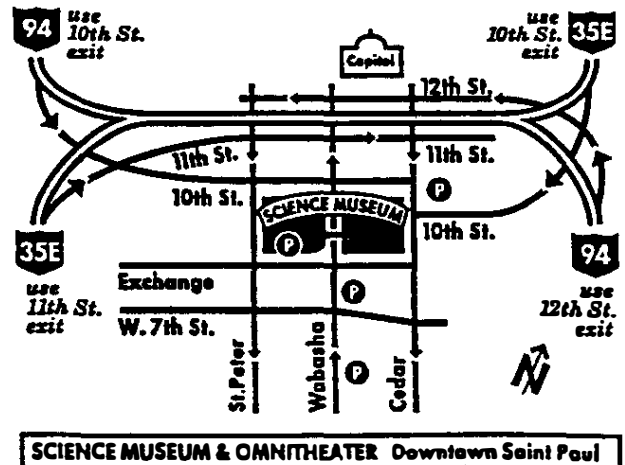 94
use
10th St.
exit
Capitol
use
10th St.
exit
35E
12th St.
11th St.
11th St.
10th St.
P
SCIENCE MUSEUM
P
10th St.
35E
use
11th St.
exit
Exchange
P
W. 7th St.
94
use
12th St.
exit
St. Peter
Wabasha
P
Cedar
N
SCIENCE MUSEUM & OMNITHEATER Downtown Saint Paul